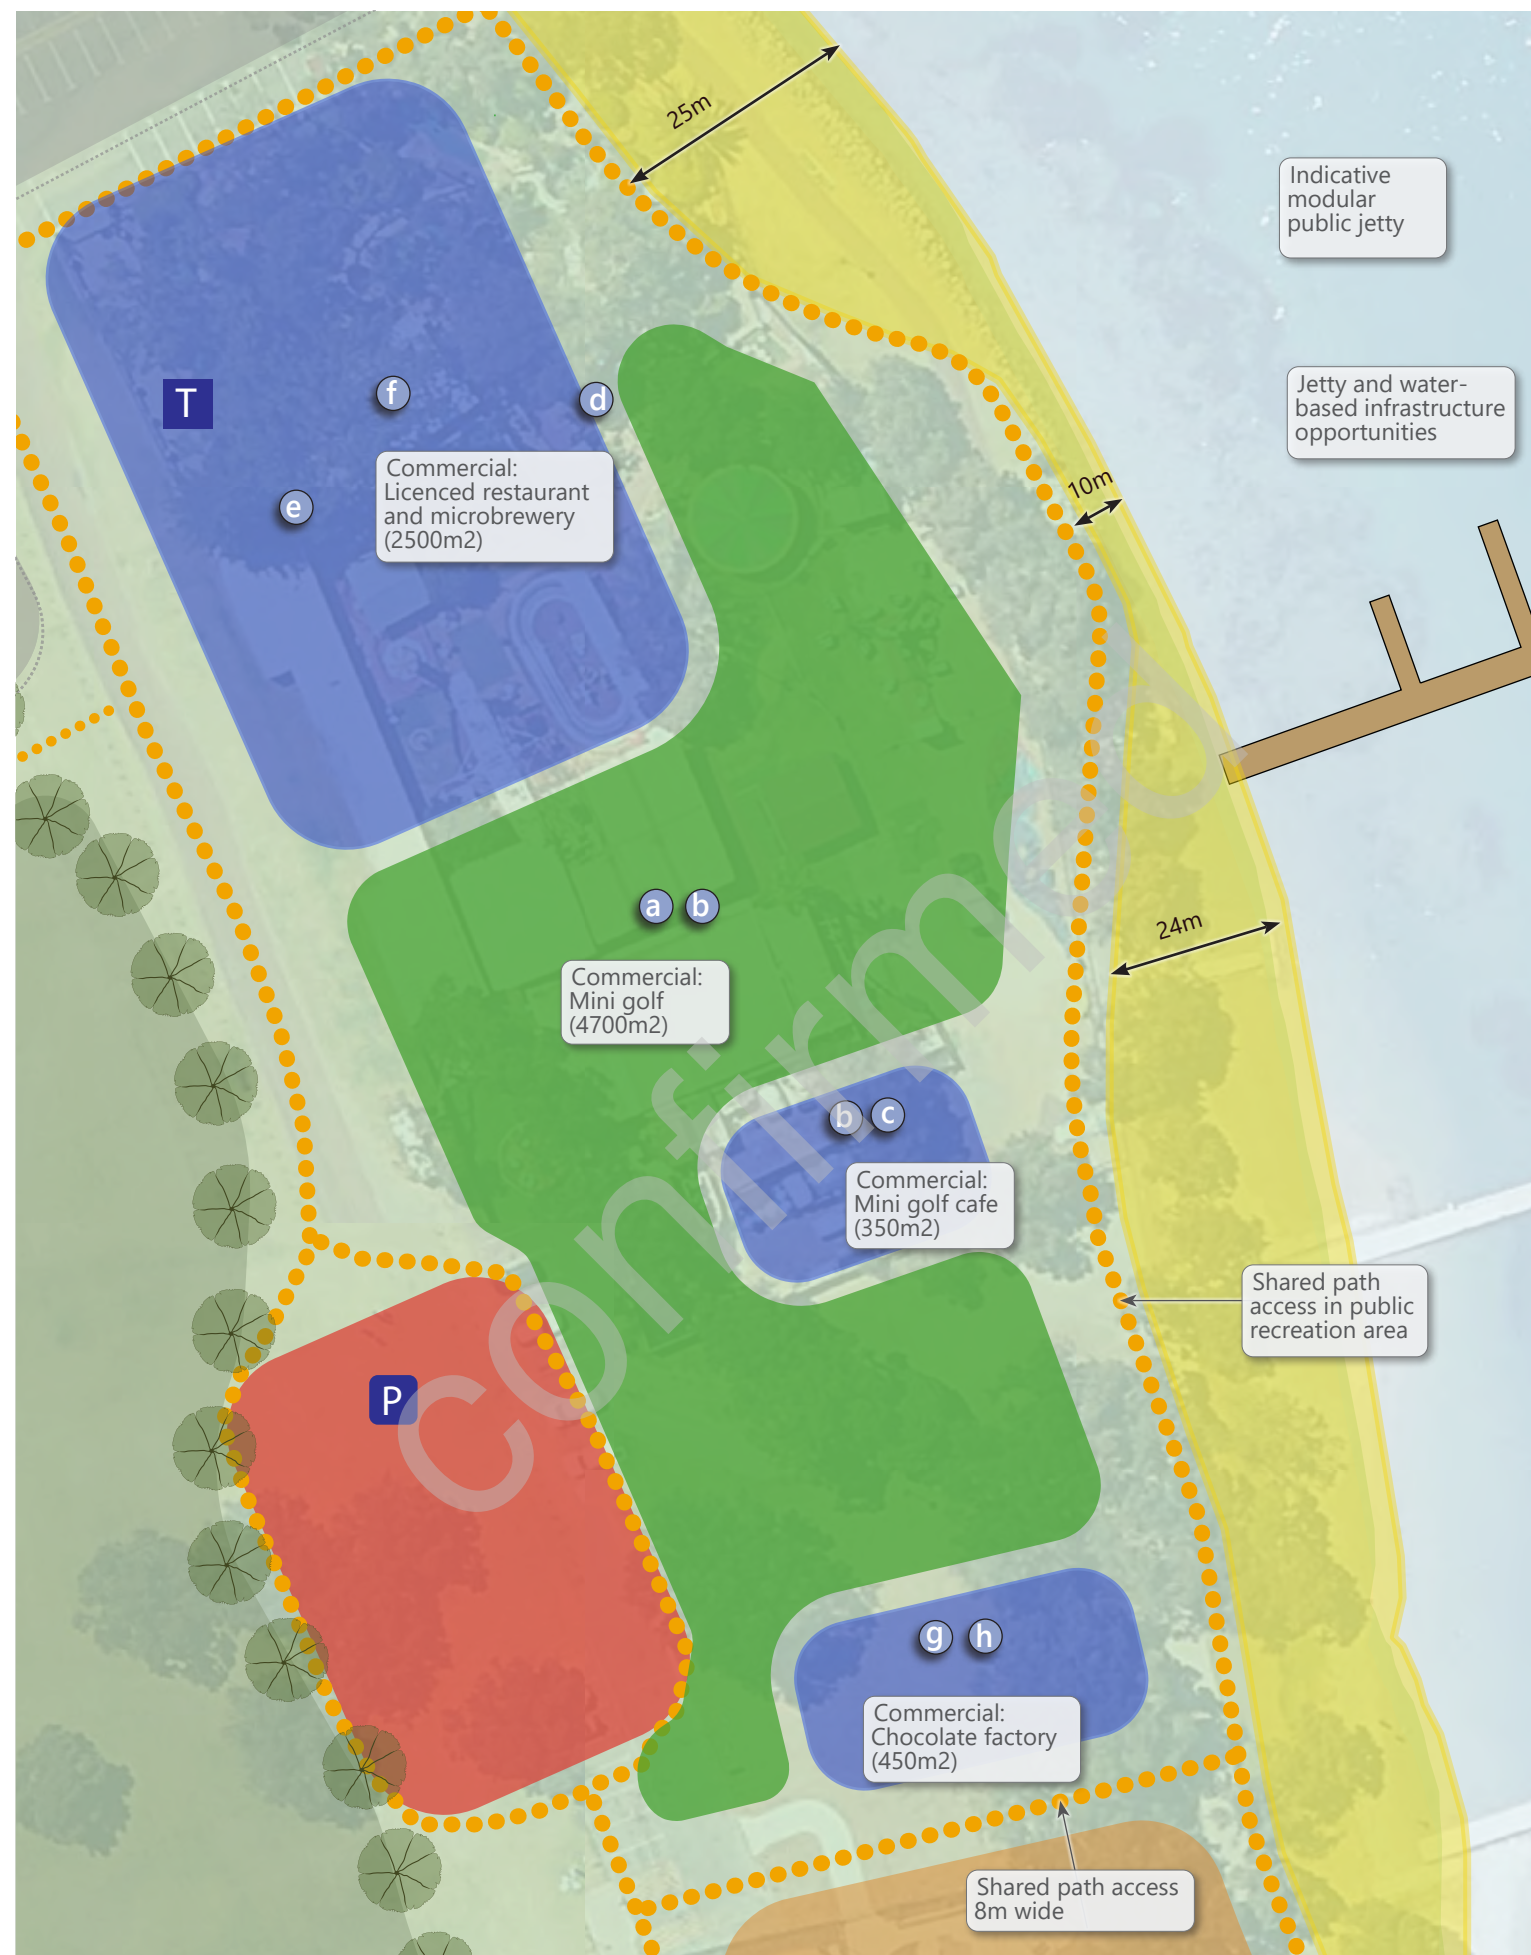 25m
Indicative
modular
public jetty
Jetty and water-
based infrastructure
opportunities
T
f
d
Commercial:
Licenced restaurant
and microbrewery
(2500m2)
e
10m
a b
24m
Commercial:
Mini golf
(4700m2)
b c
Commercial:
Mini golf cafe
(350m2)
Shared path
access in public
recreation area
P
confirmed
g h
Commercial:
Chocolate factory
(450m2)
Shared path access
8m wide